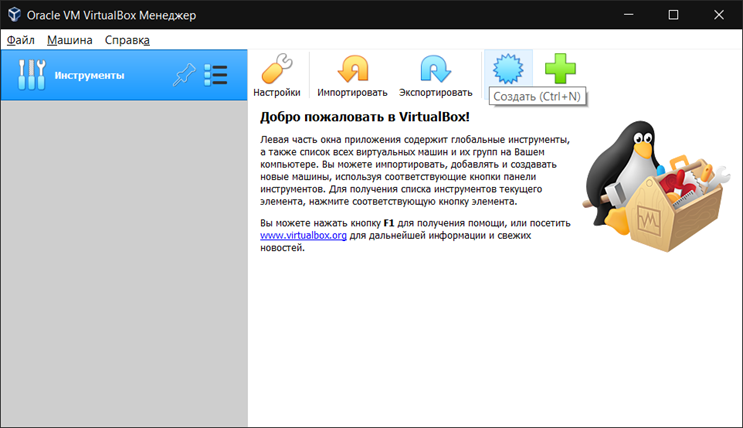 Oracle VM VirtualBox Менеджер
Файл Машина Справка
Инструменты
Настройки Импортировать Экспортировать
Создать (Ctrl+N)
Добро пожаловать в VirtualBox!
Левая часть окна приложения содержит глобальные инструменты,
а также список всех виртуальных машин и их групп на Вашем
компьютере. Вы можете импортировать, добавлять и создавать
новые машины, используя соответствующие кнопки панели
инструментов. Для получения списка инструментов текущего
элемента, нажмите соответствующую кнопку элемента.
Вы можете нажать кнопку F1 для получения помощи, или посетить
www.virtualbox.org для дальнейшей информации и свежих
новостей.